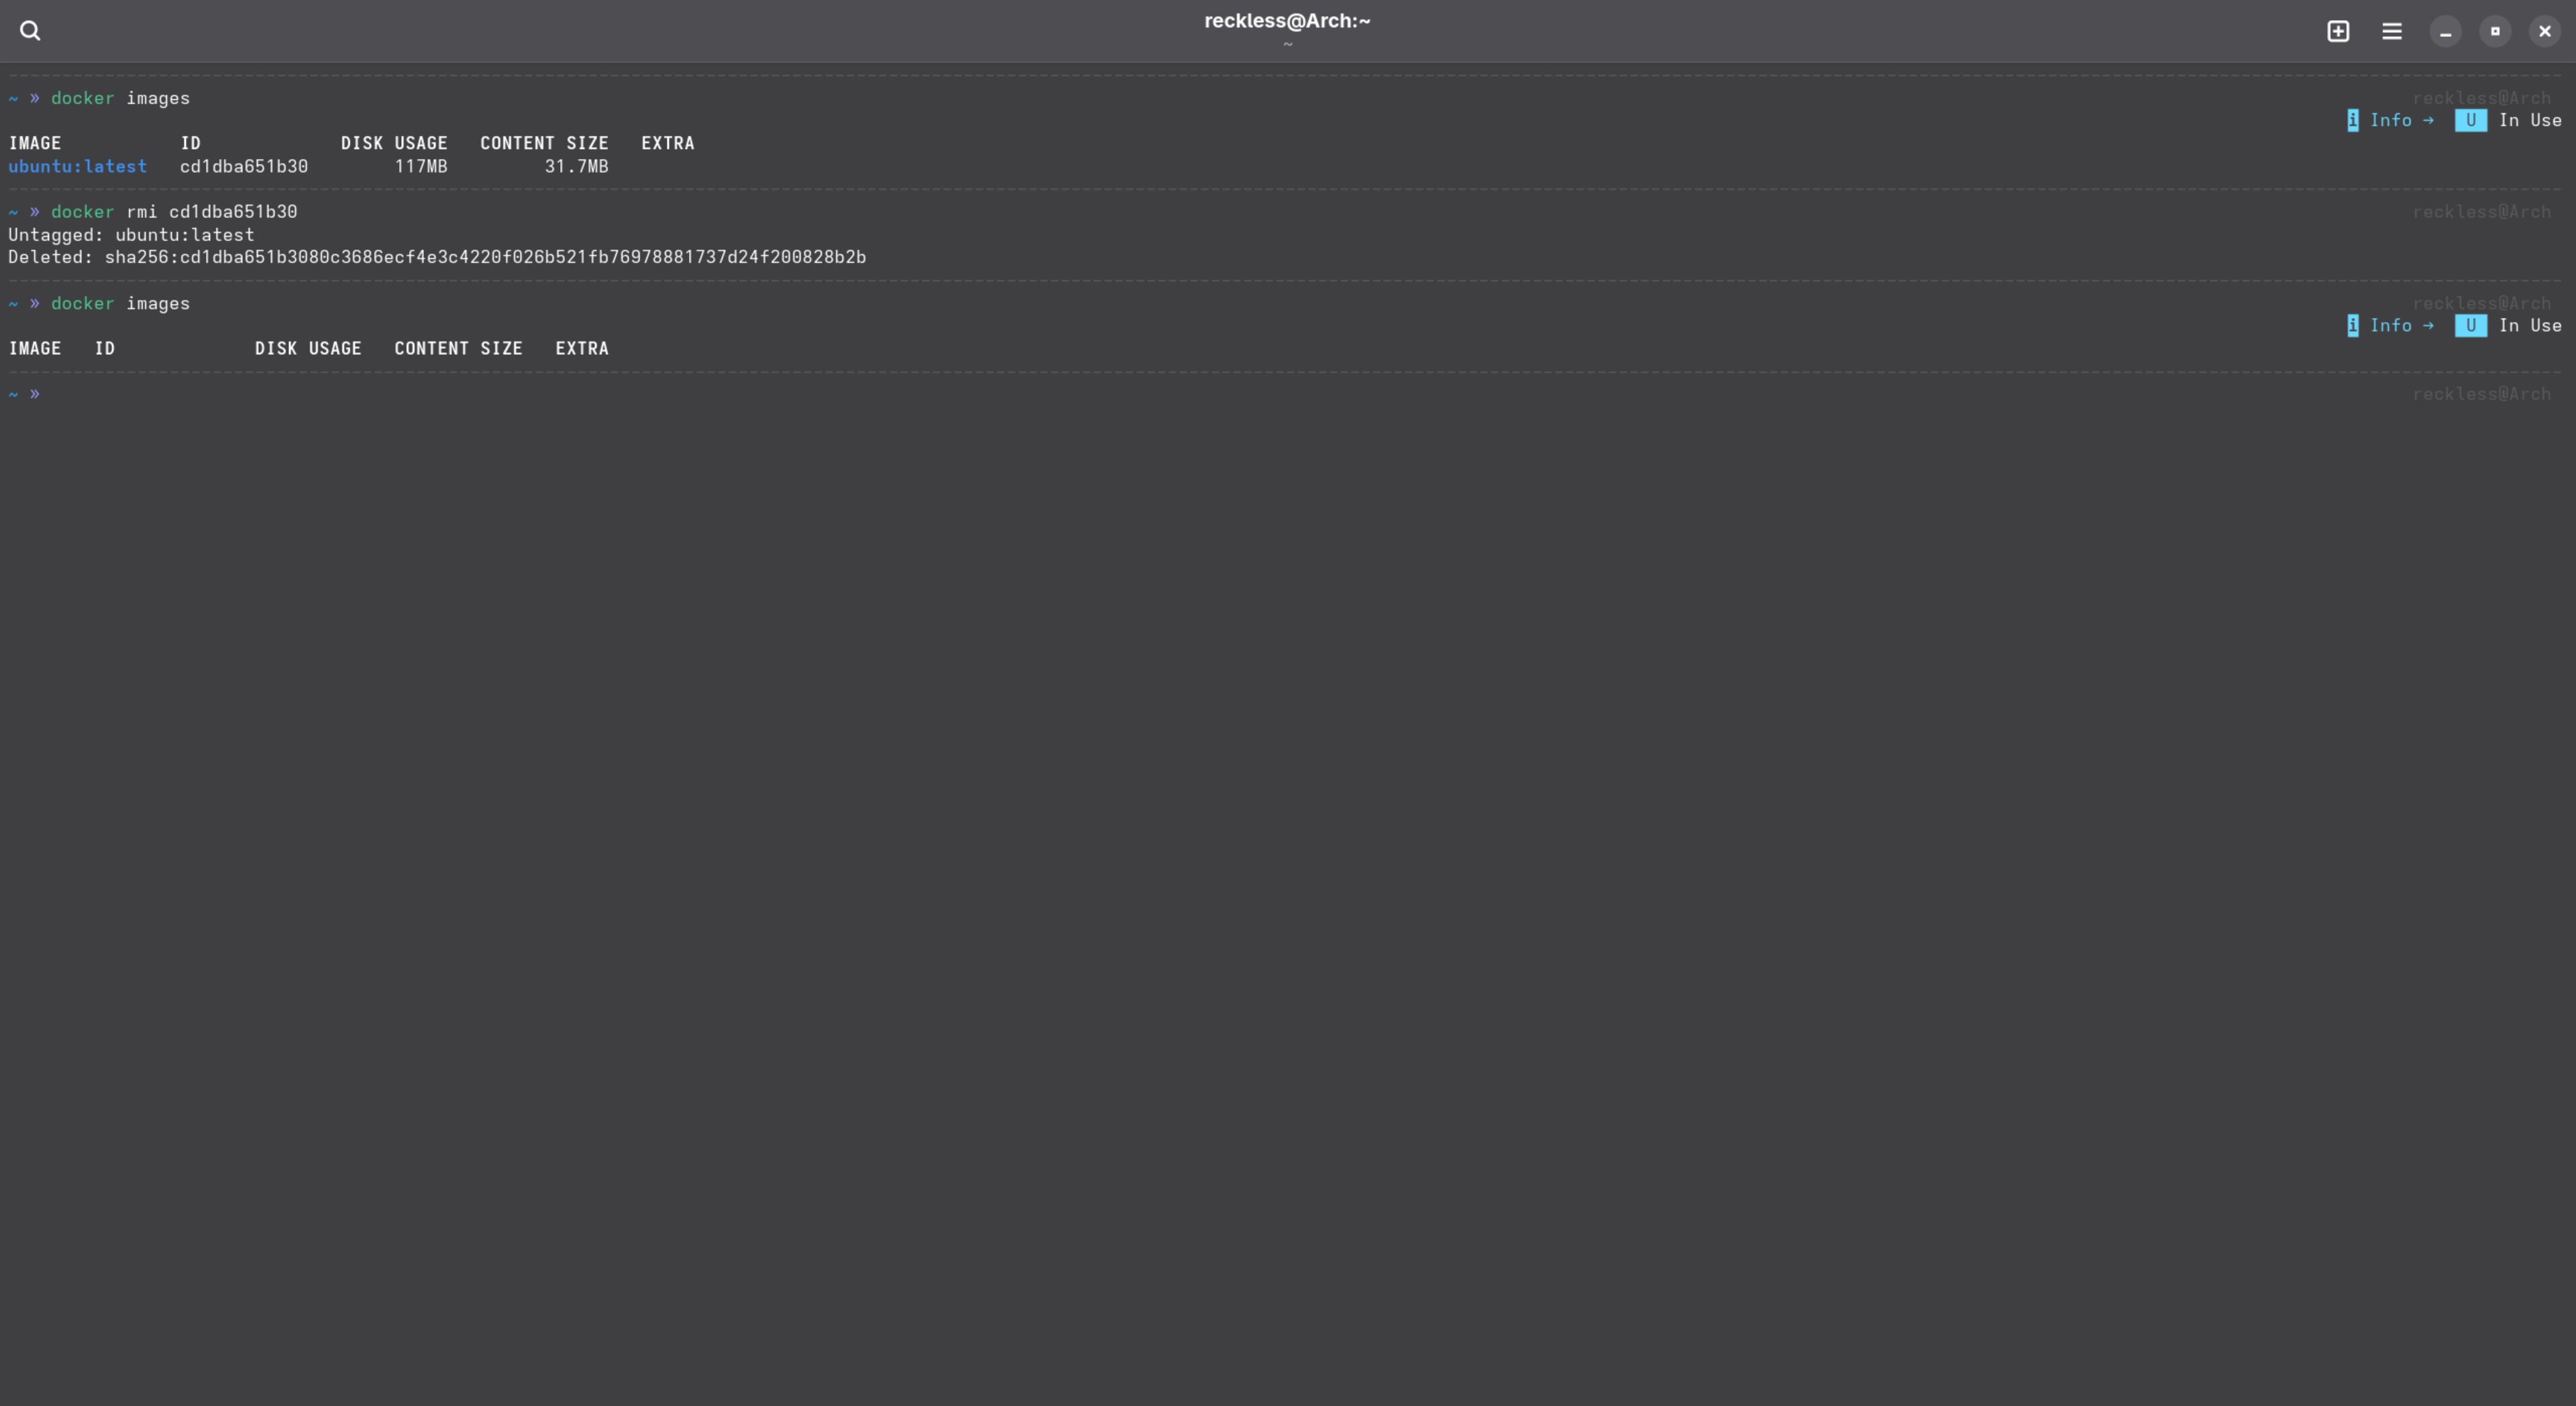 reckless@Arch:~
~
~ » docker images reckless@Arch
i Info → U In Use
IMAGE ID DISK USAGE CONTENT SIZE EXTRA
ubuntu:latest cd1dba651b30 117MB 31.7MB
~ » docker rmi cd1dba651b30 reckless@Arch
Untagged: ubuntu:latest
Deleted: sha256:cd1dba651b3080c3686ecf4e3c4220f026b521fb76978881737d24f200828b2b
~ » docker images reckless@Arch
i Info → U In Use
IMAGE ID DISK USAGE CONTENT SIZE EXTRA
~ » reckless@Arch